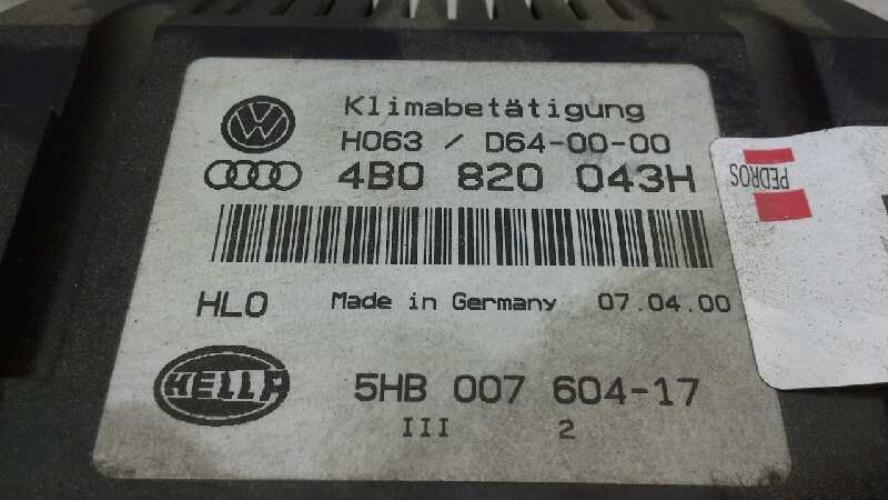 Klimabetätigung
H063 / D64-00-00
4B0 820 043H
HL0 Made in Germany 07.04.00
HELLA
5HB 007 604-17
III 2
PEDROS